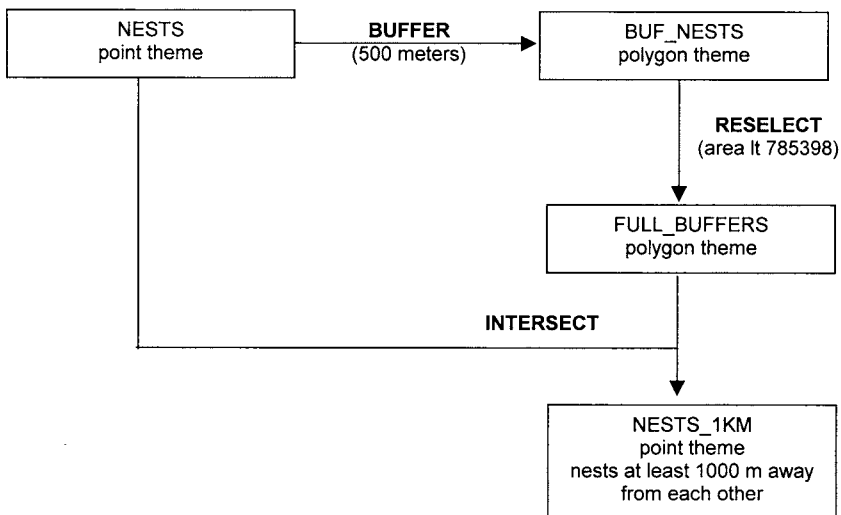 NESTS
point theme
BUFFER
(500 meters)
BUF_NESTS
polygon theme
RESELECT
(area lt 785398)
FULL_BUFFERS
polygon theme
INTERSECT
NESTS_1KM
point theme
nests at least 1000 m away
from each other